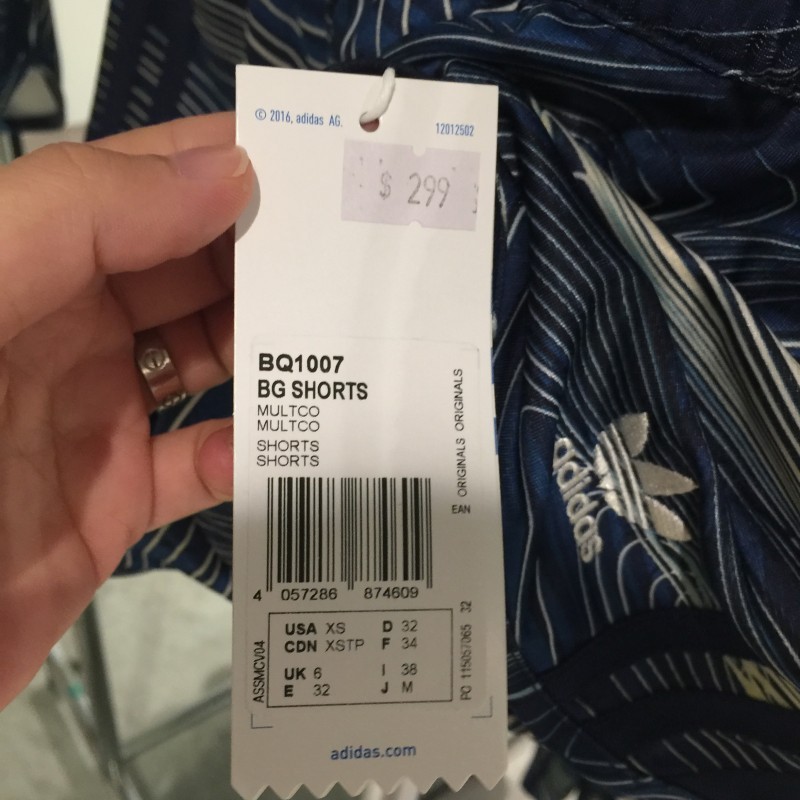 © 2016, adidas AG.
12012502
$ 299
BQ1007
BG SHORTS
MULTCO
MULTCO
SHORTS
SHORTS
ORIGINALS ORIGINALS
EAN
4 057286 874609
USA XS D 32
CDN XSTP F 34
UK 6 I 38
E 32 J M
ASSMCV04
PO 115057065 32
adidas.com
adidas